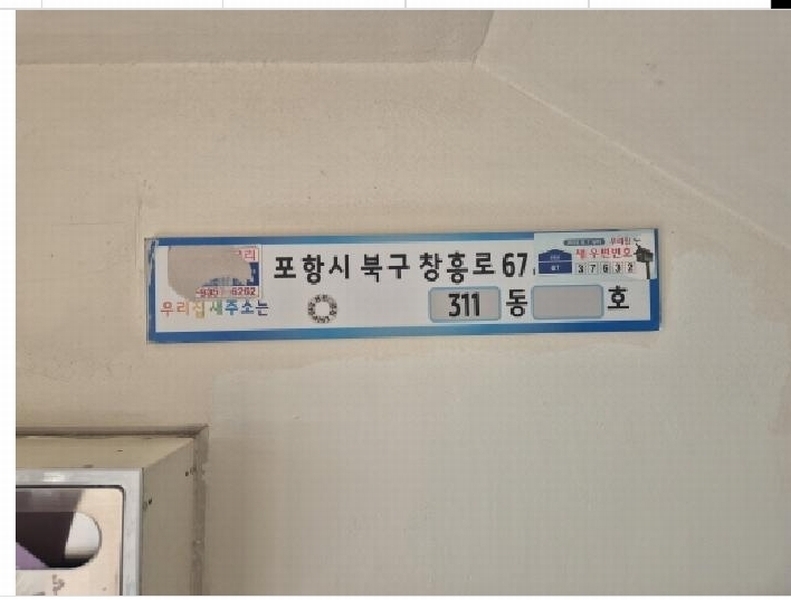 포항시 북구 창흥로 67
새우편번호
37632
우리집새주소는
311 동 호